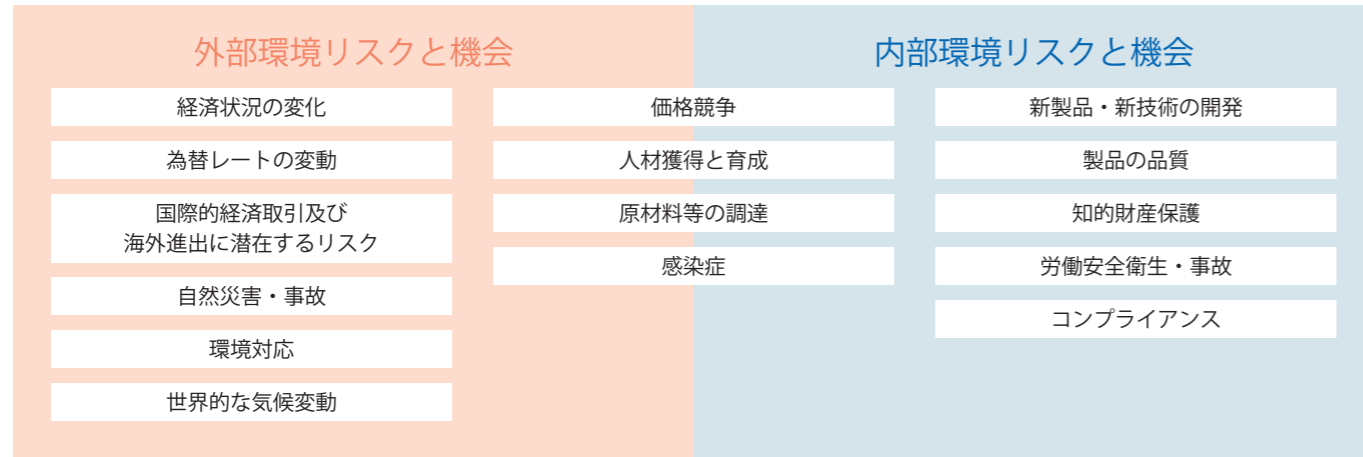 外部環境リスクと機会
経済状況の変化
為替レートの変動
国際的経済取引及び
海外進出に潜在するリスク
自然災害・事故
環境対応
世界的な気候変動
価格競争
人材獲得と育成
原材料等の調達
感染症
内部環境リスクと機会
新製品・新技術の開発
製品の品質
知的財産保護
労働安全衛生・事故
コンプライアンス